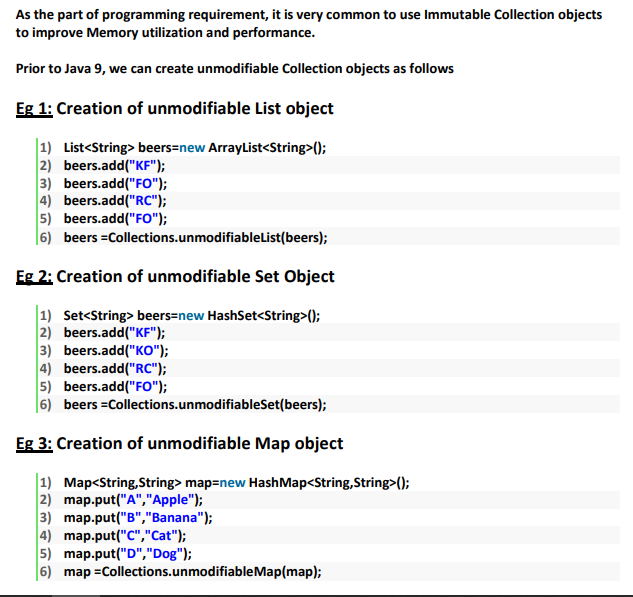 As the part of programming requirement, it is very common to use Immutable Collection objects
to improve Memory utilization and performance.
Prior to Java 9, we can create unmodifiable Collection objects as follows
Eg 1: Creation of unmodifiable List object
1) List<String> beers=new ArrayList<String>();
2) beers.add("KF");
3) beers.add("FO");
4) beers.add("RC");
5) beers.add("FO");
6) beers =Collections.unmodifiableList(beers);
Eg 2: Creation of unmodifiable Set Object
1) Set<String> beers=new HashSet<String>();
2) beers.add("KF");
3) beers.add("KO");
4) beers.add("RC");
5) beers.add("FO");
6) beers =Collections.unmodifiableSet(beers);
Eg 3: Creation of unmodifiable Map object
1) Map<String,String> map=new HashMap<String,String>();
2) map.put("A","Apple");
3) map.put("B","Banana");
4) map.put("C","Cat");
5) map.put("D","Dog");
6) map =Collections.unmodifiableMap(map);